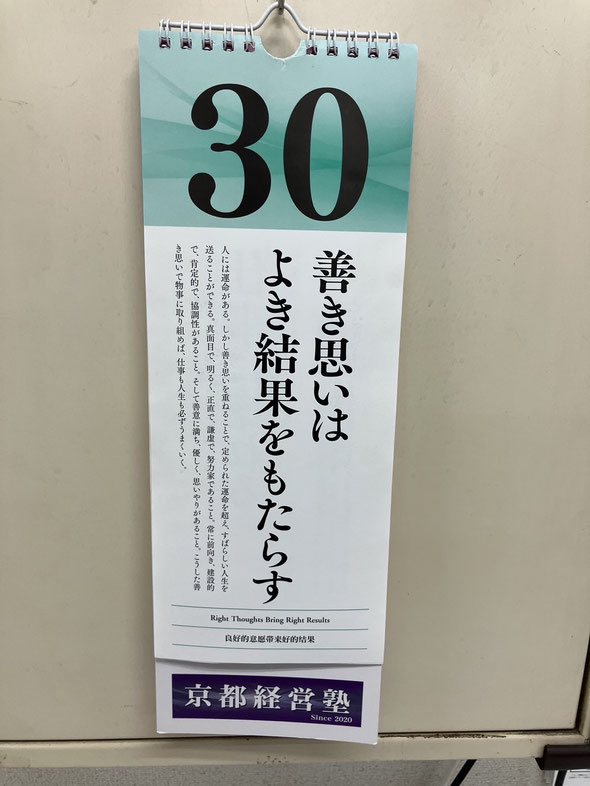 30
善き思いは
よき結果をもたらす
人には運命がある。しかし善き思いを重ねることで、定められた運命を超え、すばらしい人生を
送ることができる。真面目で、明るく、正直で、謙虚で、努力家であること。常に前向き、建設的
で、肯定的で、協調性があること。そして善意に満ち、優しく、思いやりがあること。こうした善
き思いで物事に取り組めば、仕事も人生も必ずうまくいく。
Right Thoughts Bring Right Results
良好的意愿带来好的结果
京都経営塾
Since 2020